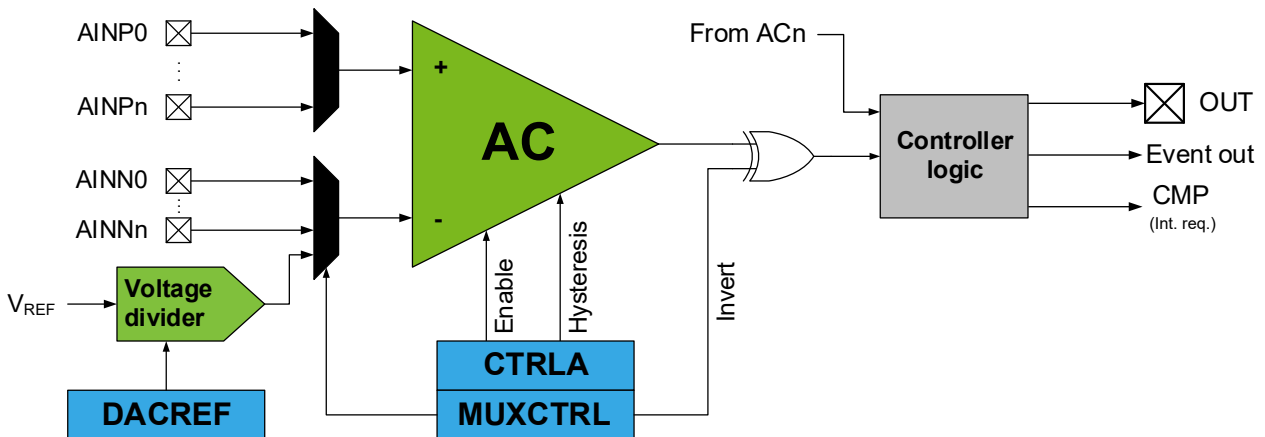 AINP0
From ACn
AINPn
+
AC
OUT
Controller
logic
Event out
CMP
(Int. req.)
AINN0
AINNn
-
Voltage
divider
VREF
Enable
Hysteresis
Invert
CTRLA
DACREF
MUXCTRL